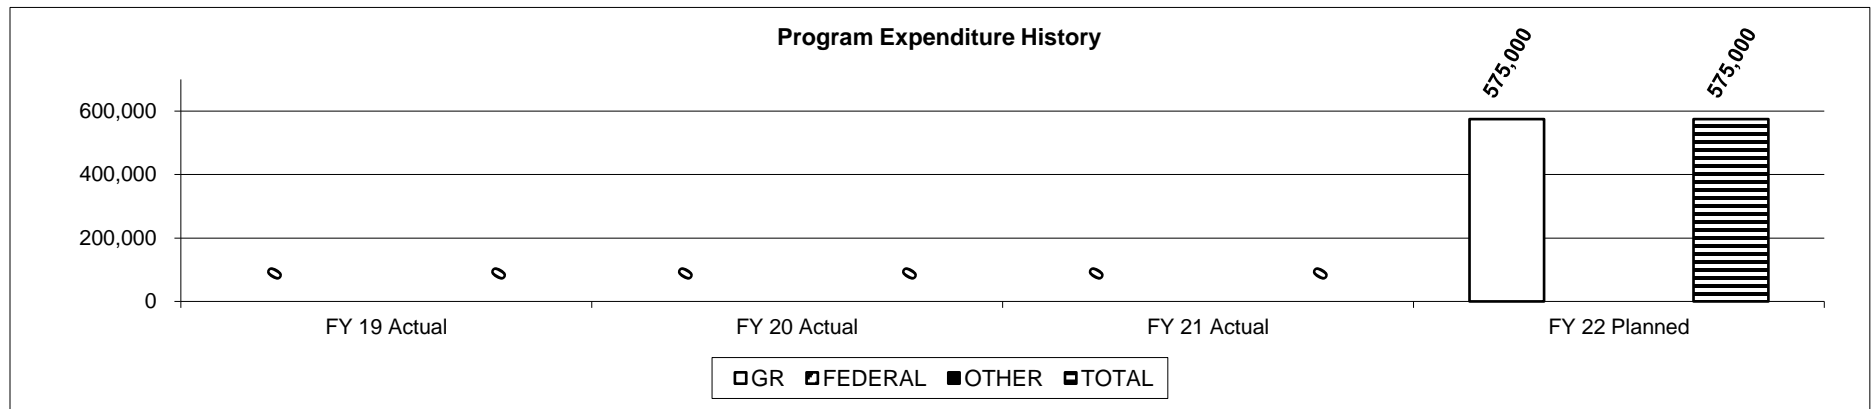 Program Expenditure History
575,000 575,000
600,000
400,000
200,000
0 0 0 0 0 0
0
FY 19 Actual FY 20 Actual FY 21 Actual FY 22 Planned
GR FEDERAL OTHER TOTAL